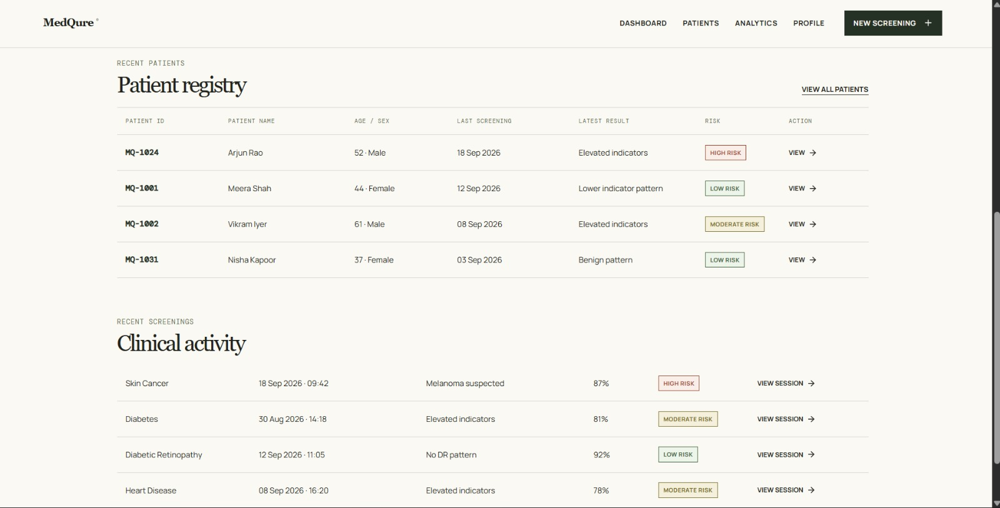 MedQure °
DASHBOARD PATIENTS ANALYTICS PROFILE NEW SCREENING +
RECENT PATIENTS
Patient registry
VIEW ALL PATIENTS
PATIENT ID PATIENT NAME AGE / SEX LAST SCREENING LATEST RESULT RISK ACTION
MQ-1024 Arjun Rao 52 · Male 18 Sep 2026 Elevated indicators HIGH RISK VIEW →
MQ-1001 Meera Shah 44 · Female 12 Sep 2026 Lower indicator pattern LOW RISK VIEW →
MQ-1002 Vikram Iyer 61 · Male 08 Sep 2026 Elevated indicators MODERATE RISK VIEW →
MQ-1031 Nisha Kapoor 37 · Female 03 Sep 2026 Benign pattern LOW RISK VIEW →
RECENT SCREENINGS
Clinical activity
Skin Cancer 18 Sep 2026 · 09:42 Melanoma suspected 87% HIGH RISK VIEW SESSION →
Diabetes 30 Aug 2026 · 14:18 Elevated indicators 81% MODERATE RISK VIEW SESSION →
Diabetic Retinopathy 12 Sep 2026 · 11:05 No DR pattern 92% LOW RISK VIEW SESSION →
Heart Disease 08 Sep 2026 · 16:20 Elevated indicators 78% MODERATE RISK VIEW SESSION →